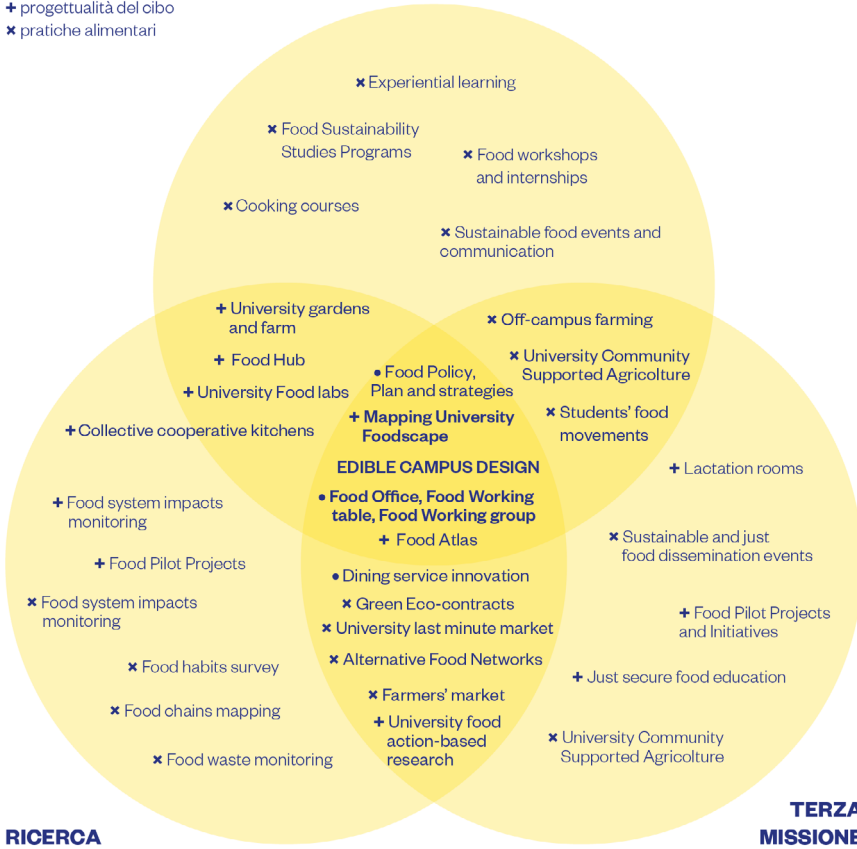 + progettualità del cibo
× pratiche alimentari
× Experiential learning
× Food Sustainability
Studies Programs
× Food workshops
and internships
× Cooking courses
× Sustainable food events and
communication
+ University gardens
and farm
+ Food Hub
+ University Food labs
× Off-campus farming
× University Community
Supported Agricolture
× Students’ food
movements
• Food Policy,
Plan and strategies
+ Mapping University
Foodscape
EDIBLE CAMPUS DESIGN
• Food Office, Food Working
table, Food Working group
+ Food Atlas
+ Collective cooperative kitchens
+ Food system impacts
monitoring
+ Food Pilot Projects
× Food system impacts
monitoring
× Food habits survey
× Food chains mapping
× Food waste monitoring
• Dining service innovation
× Green Eco-contracts
× University last minute market
× Alternative Food Networks
× Farmers’ market
+ University food
action-based
research
+ Lactation rooms
× Sustainable and just
food dissemination events
+ Food Pilot Projects
and Initiatives
+ Just secure food education
× University Community
Supported Agricolture
RICERCA
TERZA
MISSIONE